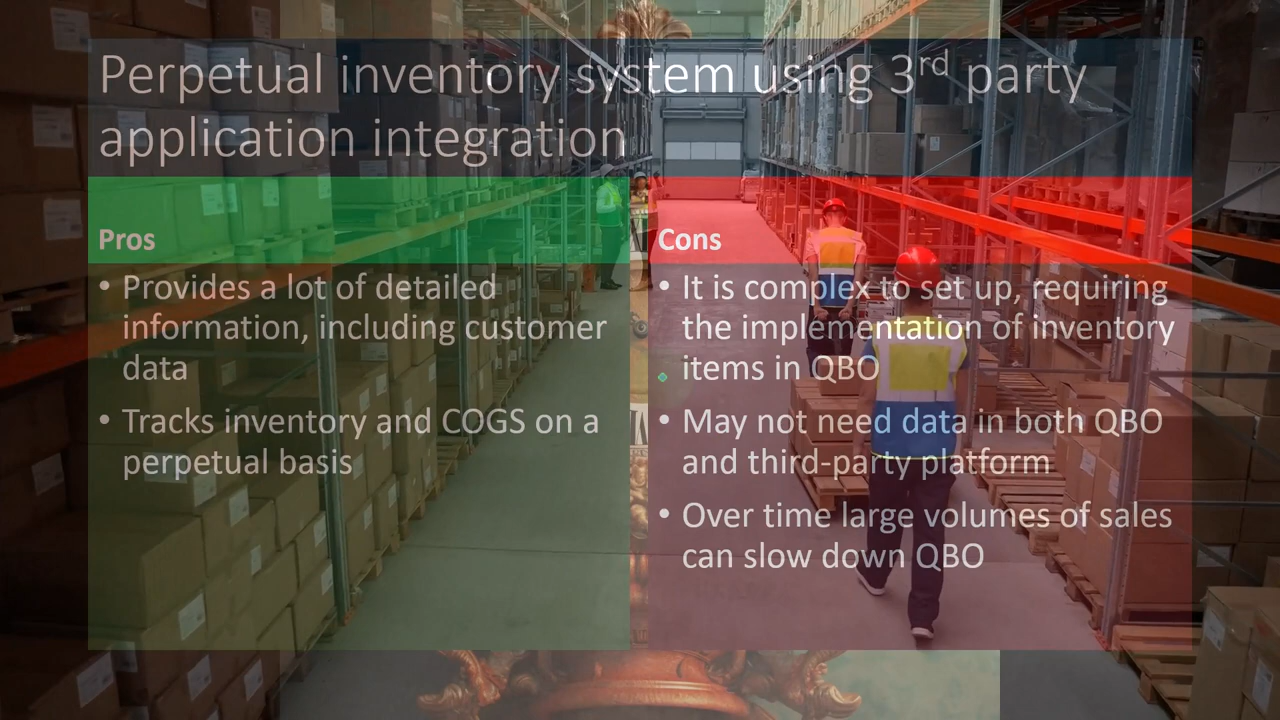 Perpetual inventory system using 3rd party
application integration
Pros
• Provides a lot of detailed
information, including customer
data
• Tracks inventory and COGS on a
perpetual basis
Cons
• It is complex to set up, requiring
the implementation of inventory
items in QBO
• May not need data in both QBO
and third-party platform
• Over time large volumes of sales
can slow down QBO